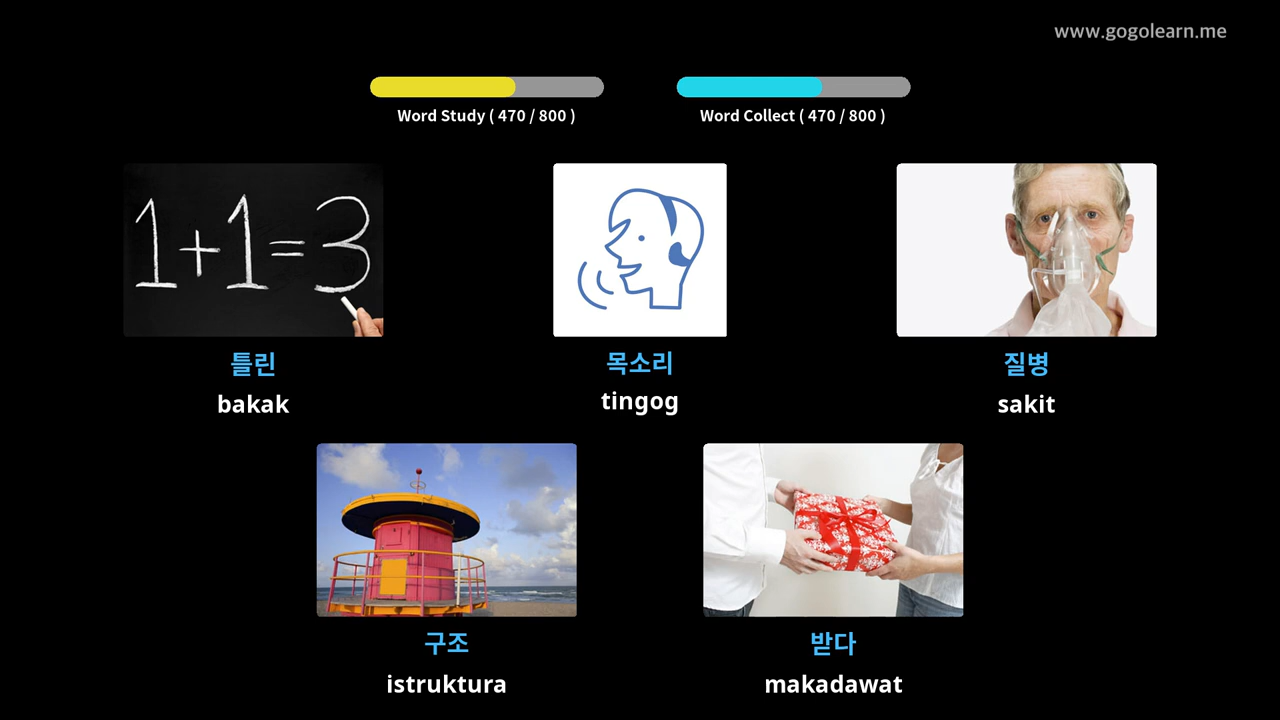 www.gogolearn.me
Word Study ( 470 / 800 )
Word Collect ( 470 / 800 )
1+1=3
틀린
bakak
목소리
tingog
질병
sakit
구조
istruktura
받다
makadawat